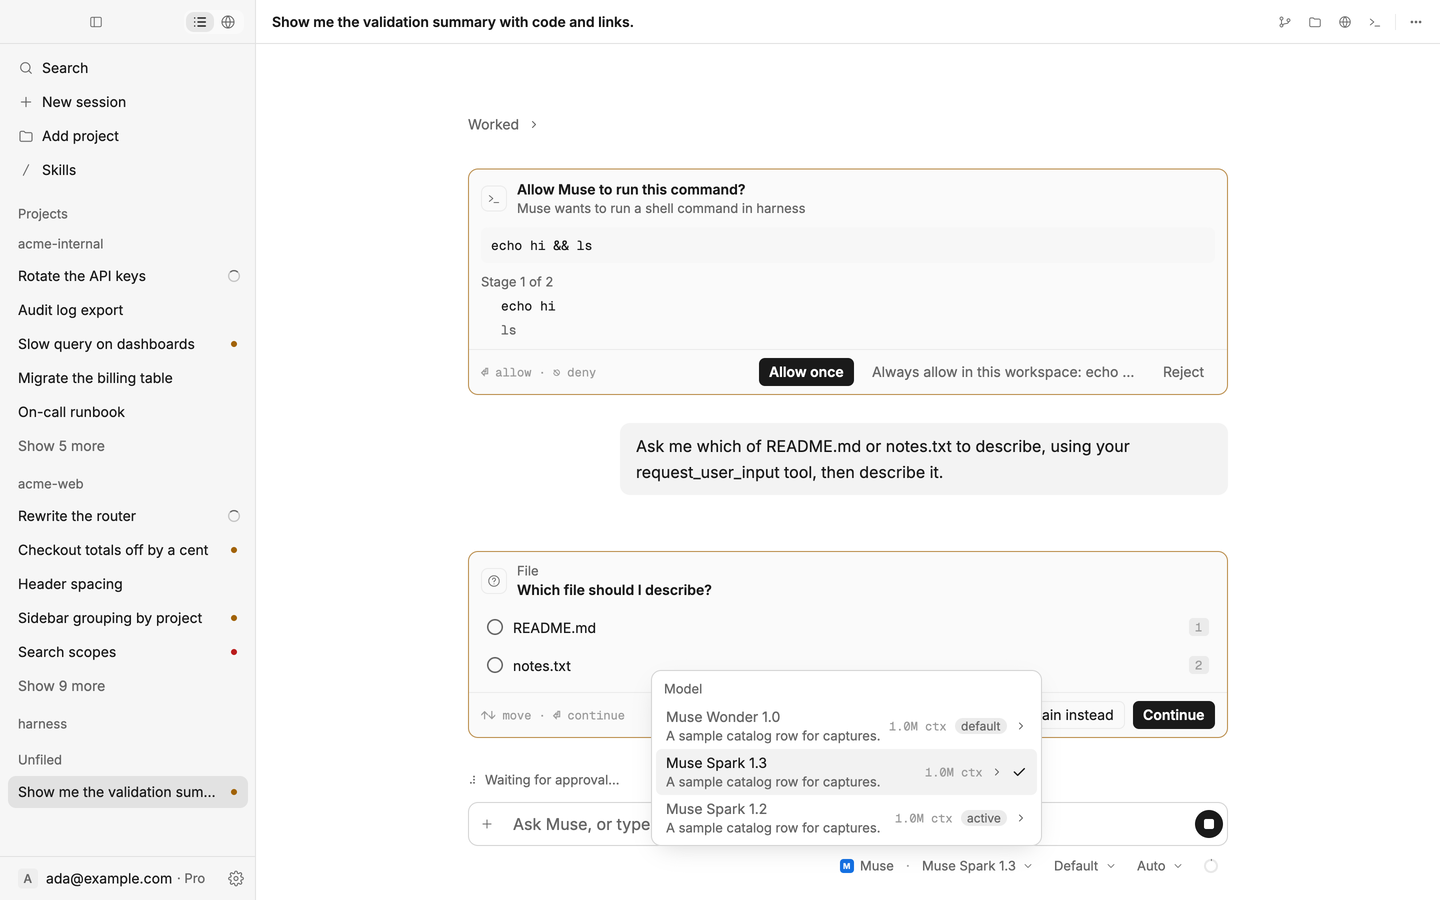 Show me the validation summary with code and links.
Search
New session
Add project
Skills
Projects
acme-internal
Rotate the API keys
Audit log export
Slow query on dashboards
Migrate the billing table
On-call runbook
Show 5 more
acme-web
Rewrite the router
Checkout totals off by a cent
Header spacing
Sidebar grouping by project
Search scopes
Show 9 more
harness
Unfiled
Show me the validation sum...
A ada@example.com · Pro
Worked
Allow Muse to run this command?
Muse wants to run a shell command in harness
echo hi && ls
Stage 1 of 2
echo hi
ls
allow · deny
Allow once
Always allow in this workspace: echo ...
Reject
Ask me which of README.md or notes.txt to describe, using your
request_user_input tool, then describe it.
File
Which file should I describe?
README.md 1
notes.txt 2
move · continue
ain instead
Continue
Model
Muse Wonder 1.0
A sample catalog row for captures.
1.0M ctx default
Muse Spark 1.3
A sample catalog row for captures.
1.0M ctx
Muse Spark 1.2
A sample catalog row for captures.
1.0M ctx active
Waiting for approval...
Ask Muse, or type
M Muse · Muse Spark 1.3 Default Auto